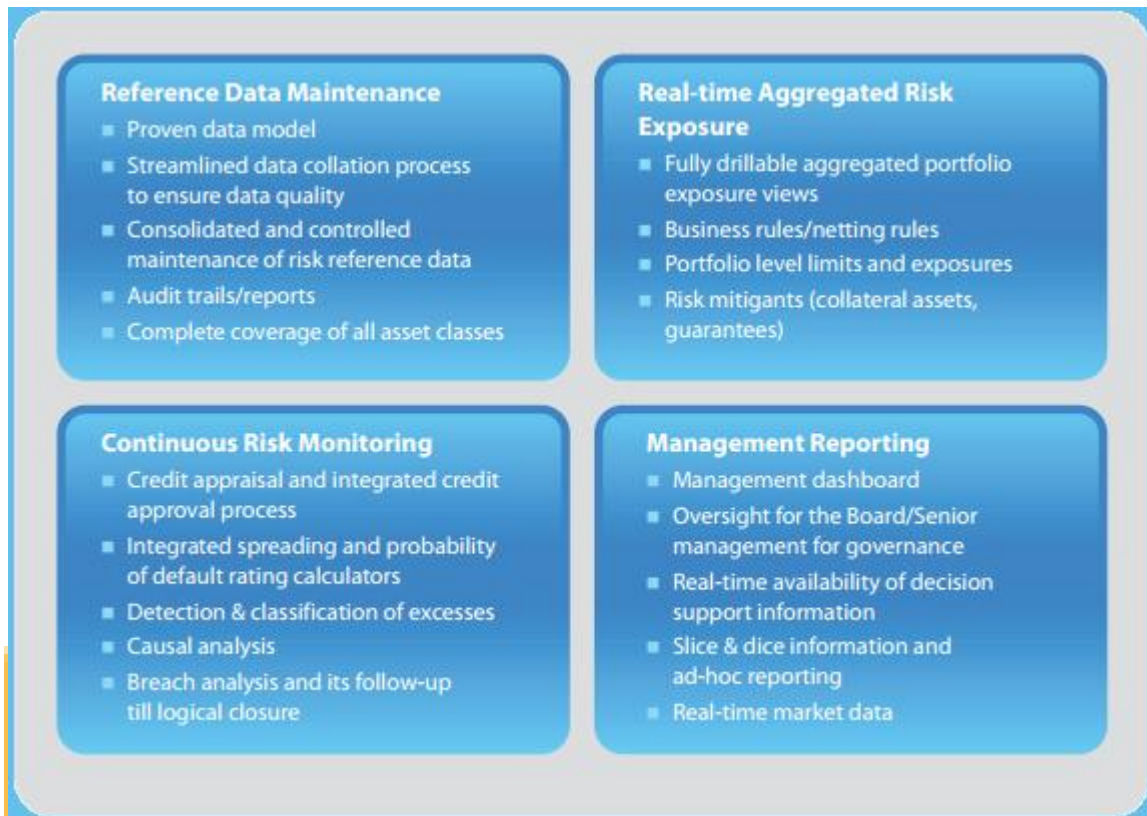 Reference Data Maintenance
Proven data model
Streamlined data collation process
to ensure data quality
Consolidated and controlled
maintenance of risk reference data
Audit trails/reports
Complete coverage of all asset classes
Real-time Aggregated Risk
Exposure
Fully drillable aggregated portfolio
exposure views
Business rules/netting rules
Portfolio level limits and exposures
Risk mitigants (collateral assets,
guarantees)
Continuous Risk Monitoring
Credit appraisal and integrated credit
approval process
Integrated spreading and probability
of default rating calculators
Detection & classification of excesses
Causal analysis
Breach analysis and its follow-up
till logical closure
Management Reporting
Management dashboard
Oversight for the Board/Senior
management for governance
Real-time availability of decision
support information
Slice & dice information and
ad-hoc reporting
Real-time market data